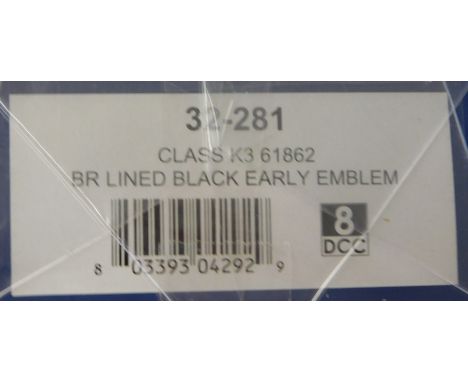 32-281
CLASS K3 61862
BR LINED BLACK EARLY EMBLEM
8
DCC
8 03393 04292 9